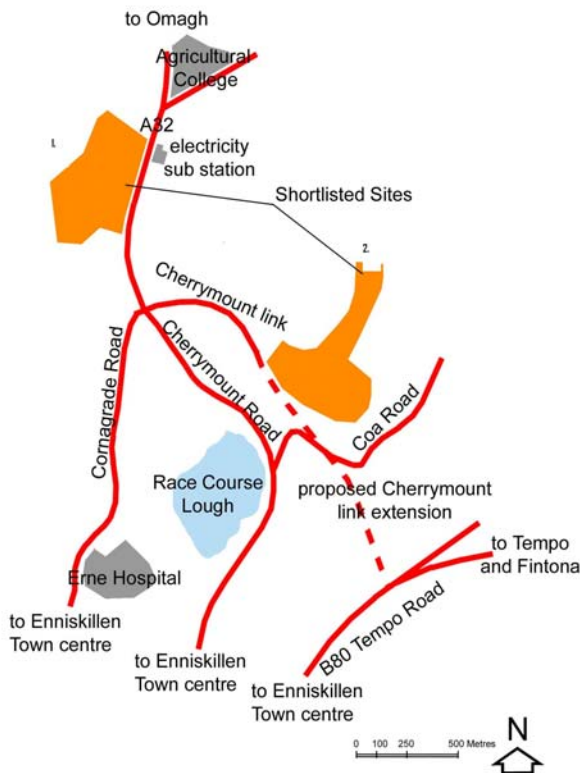 to Omagh
Agricultural
College
A32
1.
electricity
sub station
Shortlisted Sites
2.
Cherrymount link
Cornagrade Road
Cherrymount Road
Coa Road
Race Course
Lough
proposed Cherrymount
link extension
to Tempo
and Fintona
Erne Hospital
to Enniskillen
Town centre
B80 Tempo Road
to Enniskillen
Town centre
to Enniskillen
Town centre
N
0 100 250 500 Metres